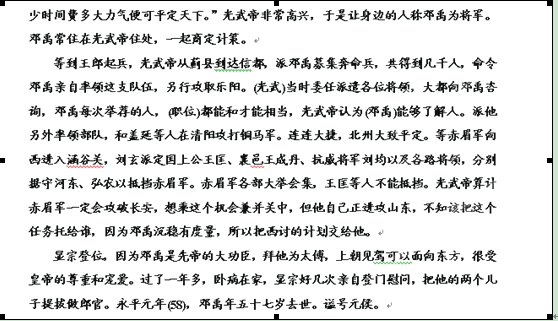 少时间费多大力气便可平定天下。”光武帝非常高兴，于是让身边的人称邓禹为将军。
邓禹常住在光武帝住处，一起商定计策。
等到王郎起兵，光武帝从蓟县到达信都，派邓禹募集奔命兵，共得到几千人，命令
邓禹亲自率领这支队伍，另行攻取乐阳。(光武)当时委任派遣各位将领，大都向邓禹咨
询，邓禹每次举荐的人，(职位)都能和才能相当，光武帝认为(邓禹)能够了解人。派他
另外率领部队，和盖延等人在清阳攻打铜马军。连连大捷，北州大致平定。等赤眉军向
西进入涵谷关，刘玄派定国上公王匡、襄邑王成丹、抗威将军刘均以及各路将领，分别
据守河东、弘农以抵挡赤眉军。赤眉军各部大举会集，王匡等人不能抵挡。光武帝算计
赤眉军一定会攻破长安，想乘这个机会兼并关中，但他自己正进攻山东，不知该把这个
任务托给谁，因为邓禹沉稳有度量，所以把西讨的计划交给他。
显宗登位。因为邓禹是先帝的大功臣，拜他为太傅，上朝见驾可以面向东方，很受
皇帝的尊重和宠爱。过了一年多，卧病在家，显宗好几次亲自登门慰问，把他的两个儿
子提拔做郎官。永平元年(58)，邓禹年五十七岁去世。谥号元侯。